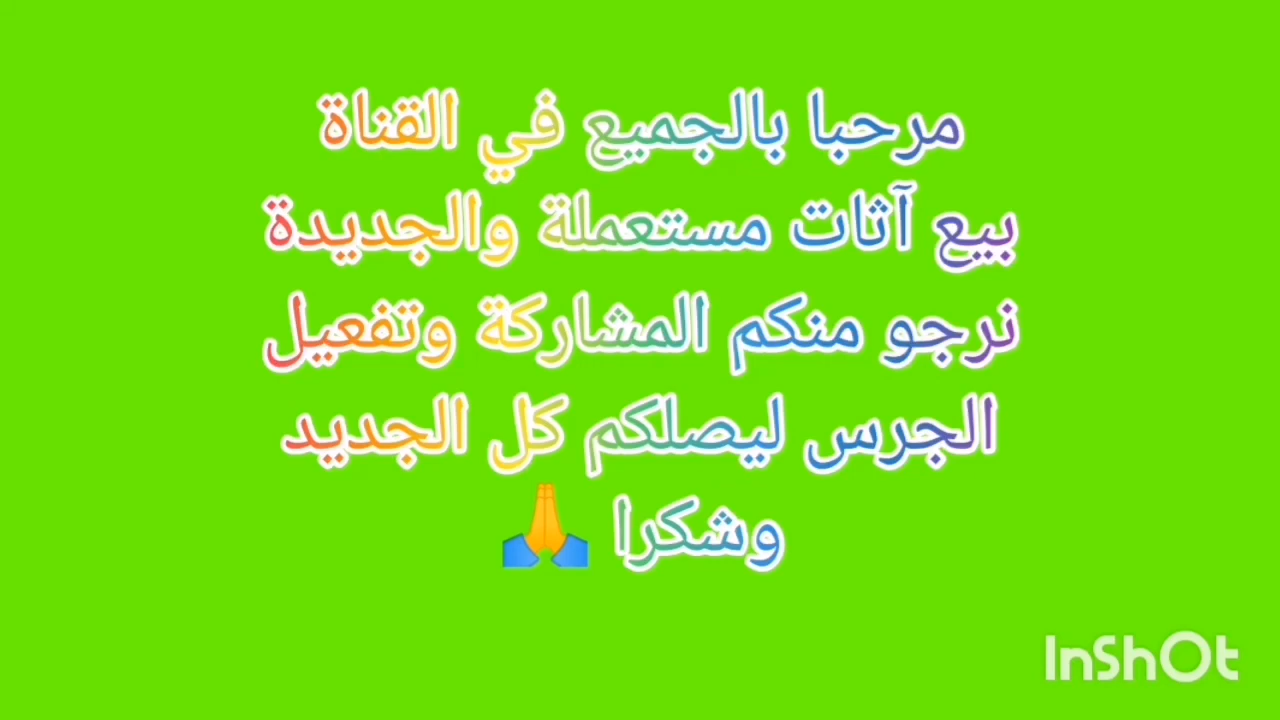 مرحبا بالجميع في القناة
بيع آثات مستعملة والجديدة
نرجو منكم المشاركة وتفعيل
الجرس ليصلكم كل الجديد
وشكرا 🙏
InShOt